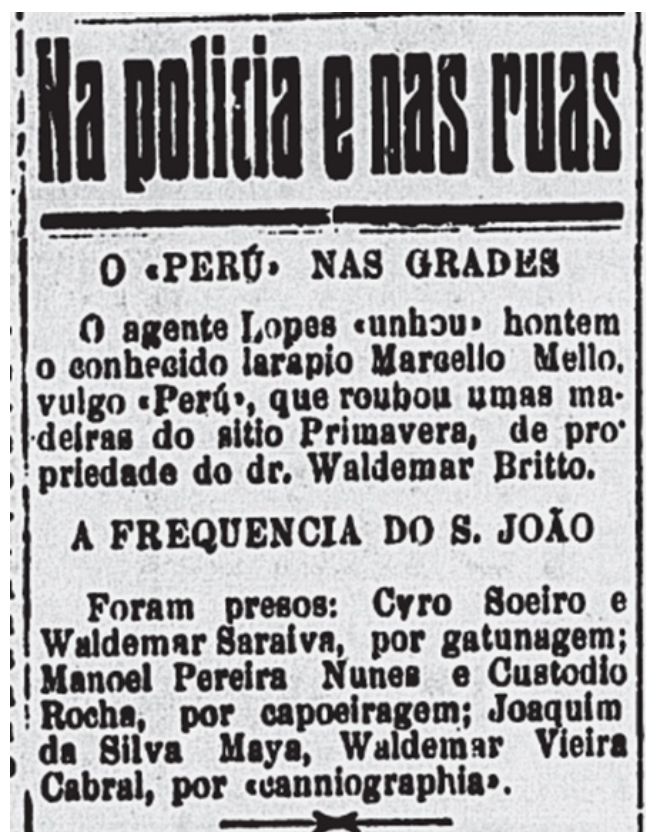 Na policia e nas ruas
O «PERÚ» NAS GRADES
O agente Lopes «unhou» hontem
o conhecido larapio Marcello Mello,
vulgo «Perú», que roubou umas ma-
deiras do sitio Primavera, de pro-
priedade do dr. Waldemar Britto.
A FREQUENCIA DO S. JOÃO
Foram presos: Cyro Soeiro e
Waldemar Saraiva, por gatunagem;
Manoel Pereira Nunes e Custodio
Rocha, por capoeiragem; Joaquim
da Silva Maya, Waldemar Vieira
Cabral, por «canniographia».